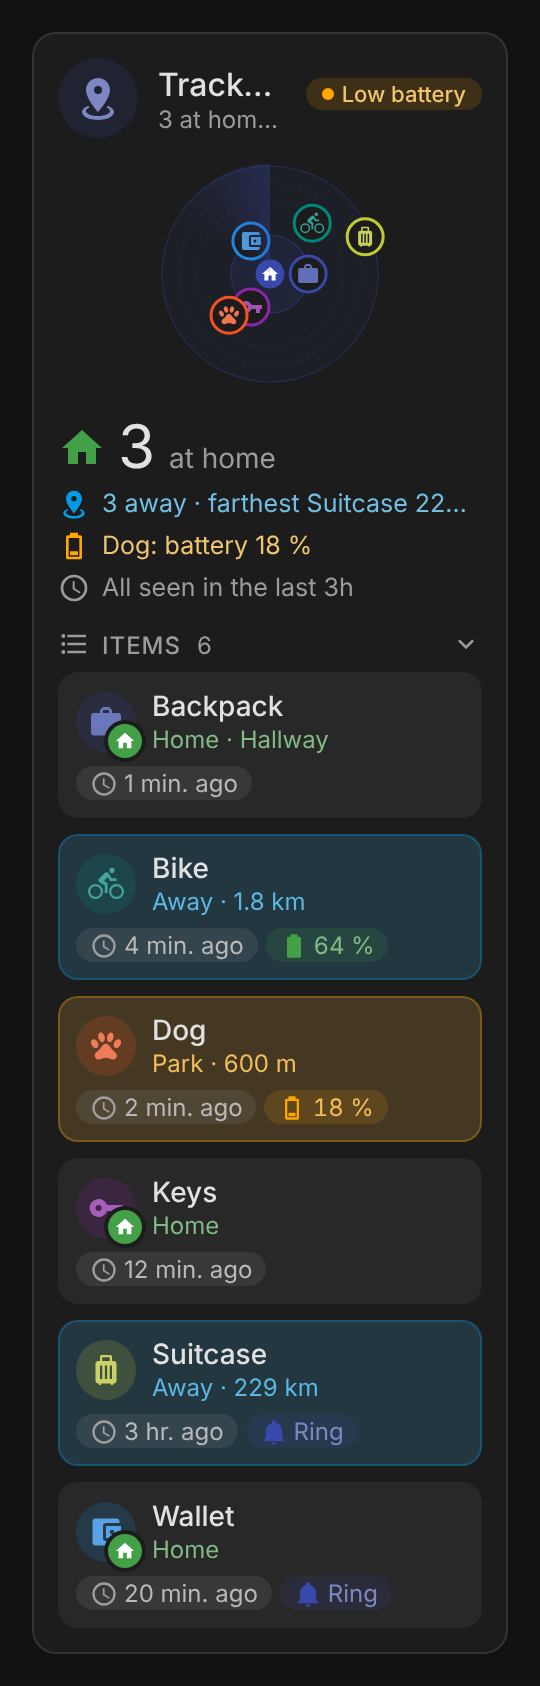 Track...
Low battery
3 at hom...
3 at home
3 away · farthest Suitcase 22...
Dog: battery 18 %
All seen in the last 3h
ITEMS 6
Backpack
Home · Hallway
1 min. ago
Bike
Away · 1.8 km
4 min. ago
64 %
Dog
Park · 600 m
2 min. ago
18 %
Keys
Home
12 min. ago
Suitcase
Away · 229 km
3 hr. ago
Ring
Wallet
Home
20 min. ago
Ring